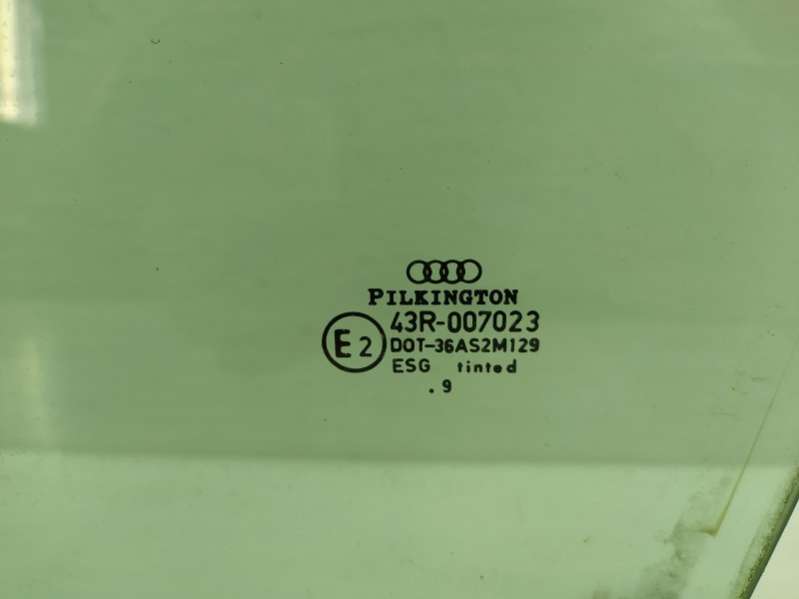 PILKINGTON
E2
43R-007023
DOT-36AS2M129
ESG tinted
. 9